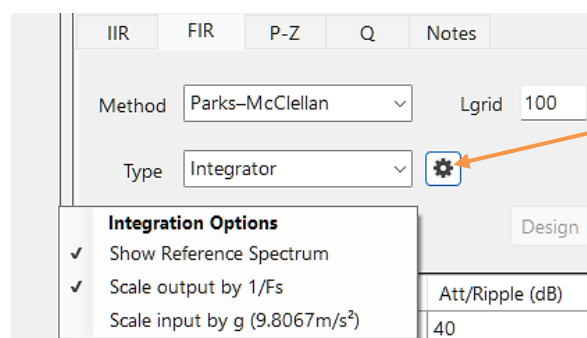 IIR FIR P-Z Q Notes
Method Parks–McClellan Lgrid 100
Type Integrator
Integration Options
Design
✓ Show Reference Spectrum
✓ Scale output by 1/Fs
Att/Ripple (dB)
Scale input by g (9.8067m/s²)
40